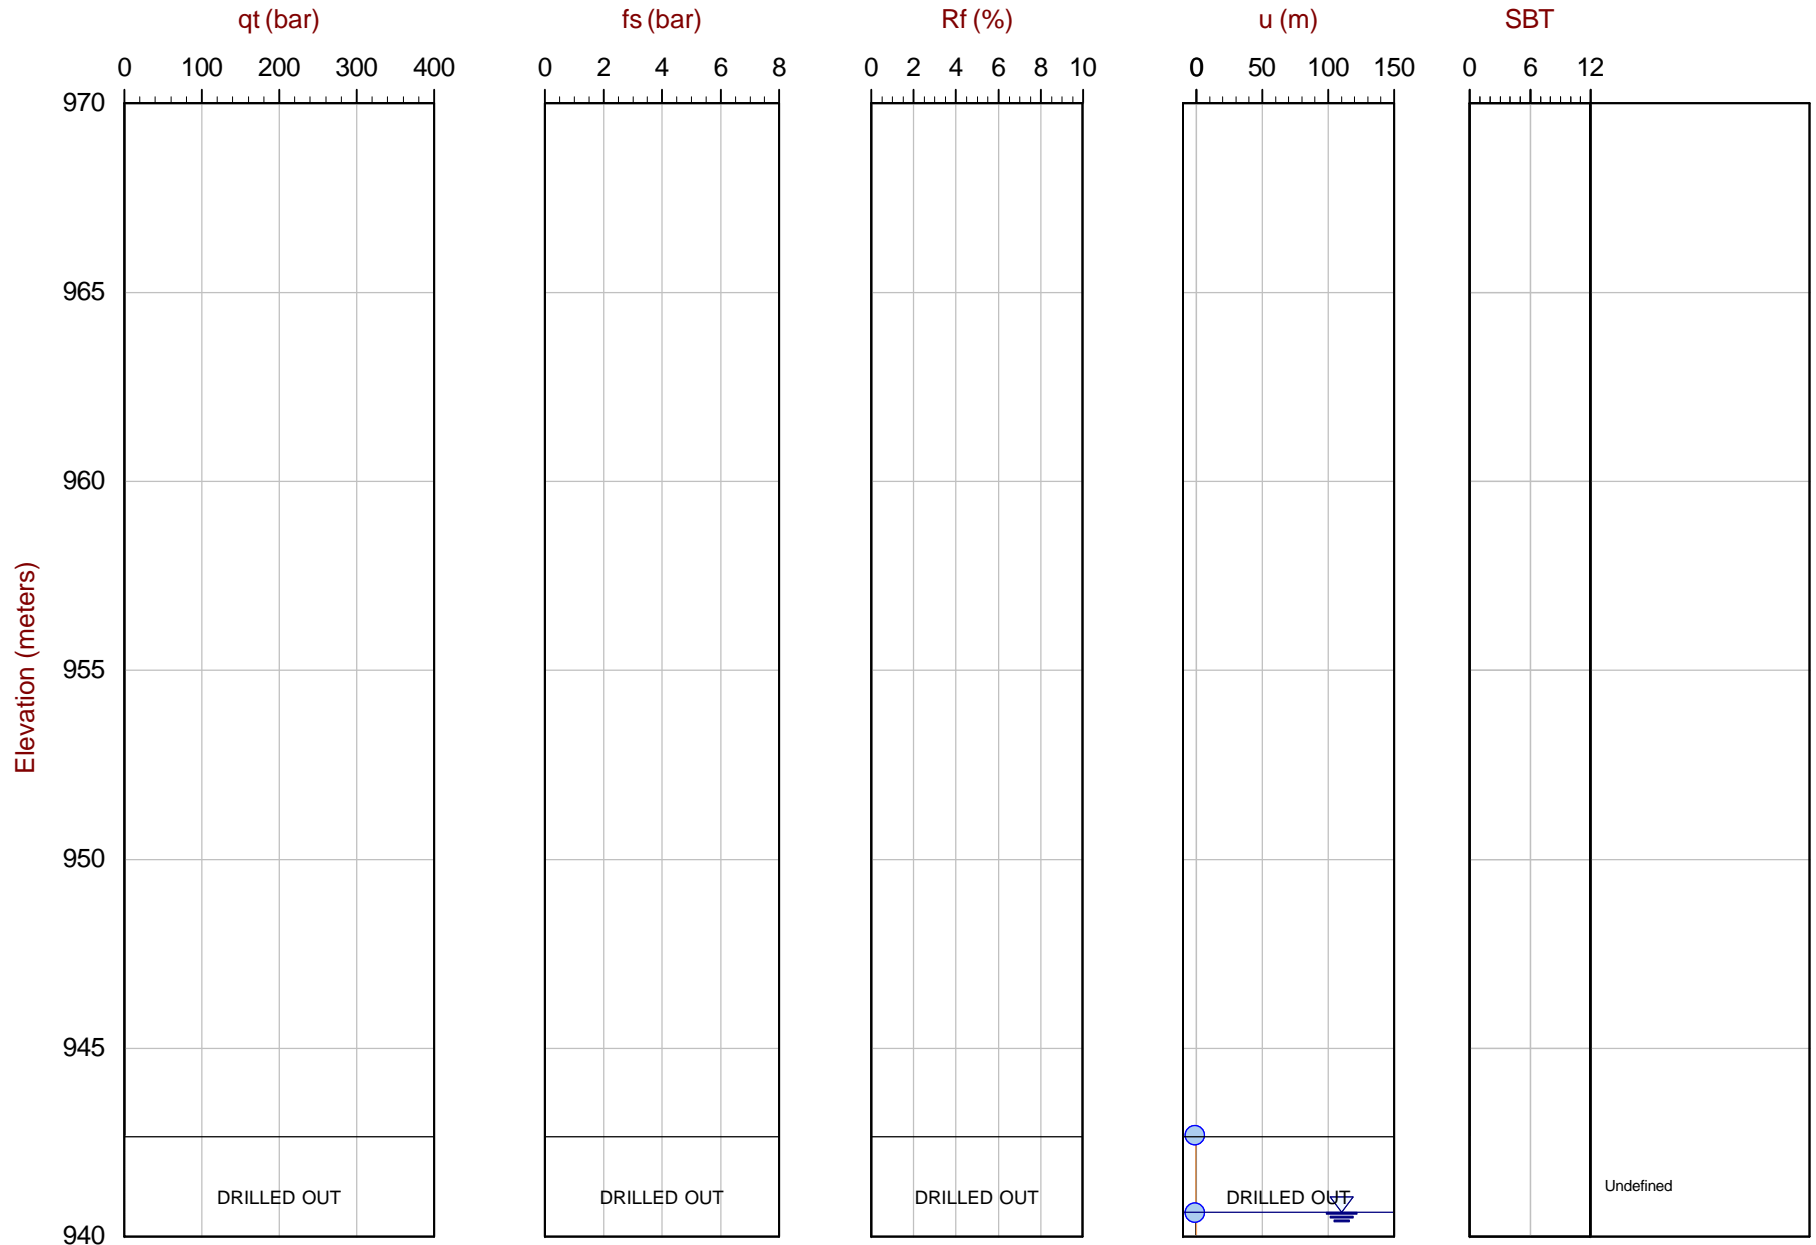 qt (bar) fs (bar) Rf (%) u (m) SBT
0 100 200 300 400 0 2 4 6 8 0 2 4 6 8 10 0 50 100 150 0 6 12
970
965
960
Elevation (meters)
955
950
945
DRILLED OUT DRILLED OUT DRILLED OUT DRILLED OUT Undefined
940